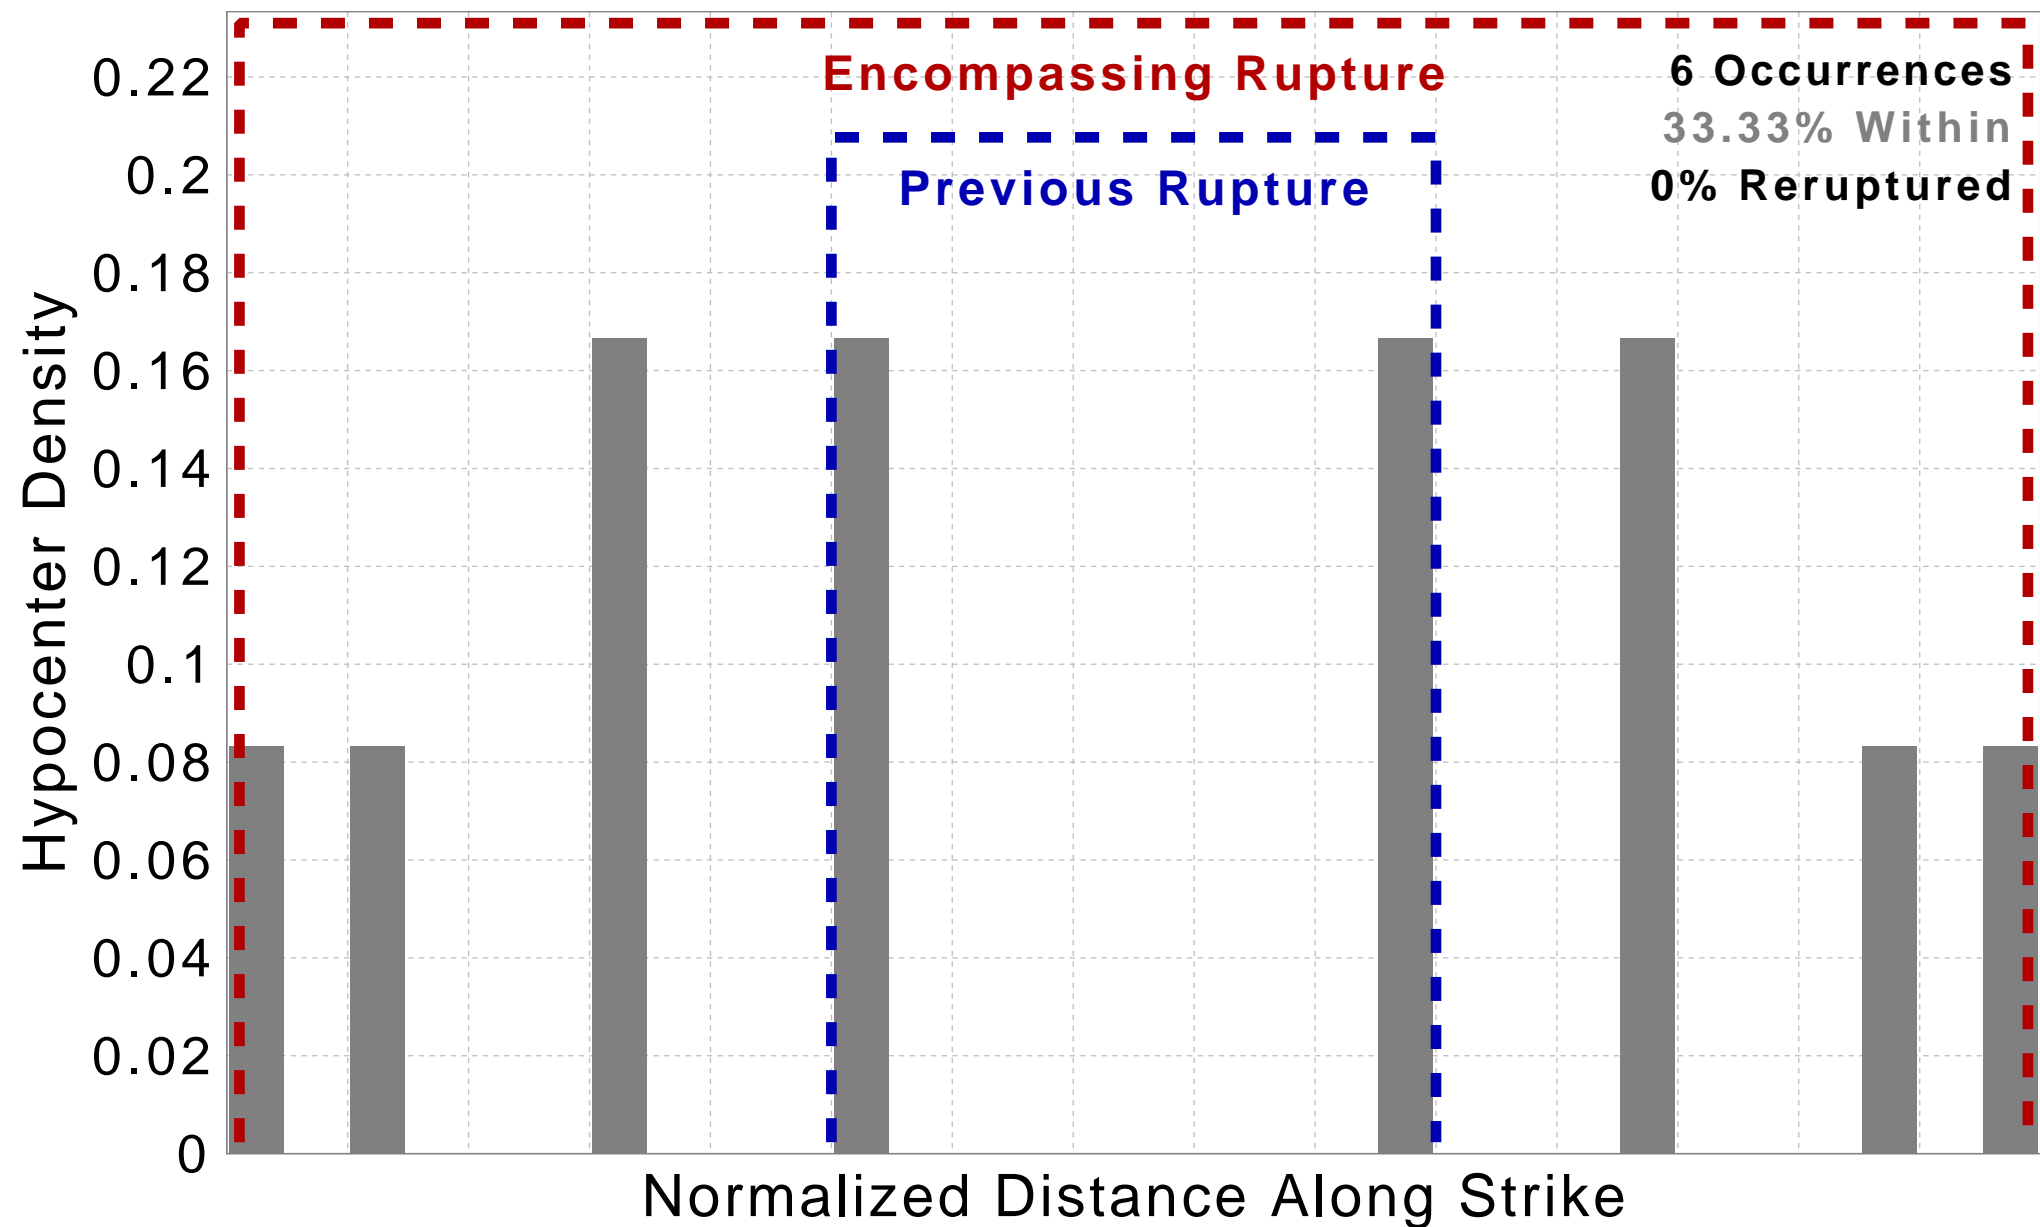 Encompassing Rupture
6 Occurrences
33.33% Within
Previous Rupture
0% Reruptured
Hypocenter Density
0.22
0.2
0.18
0.16
0.14
0.12
0.1
0.08
0.06
0.04
0.02
0
Normalized Distance Along Strike